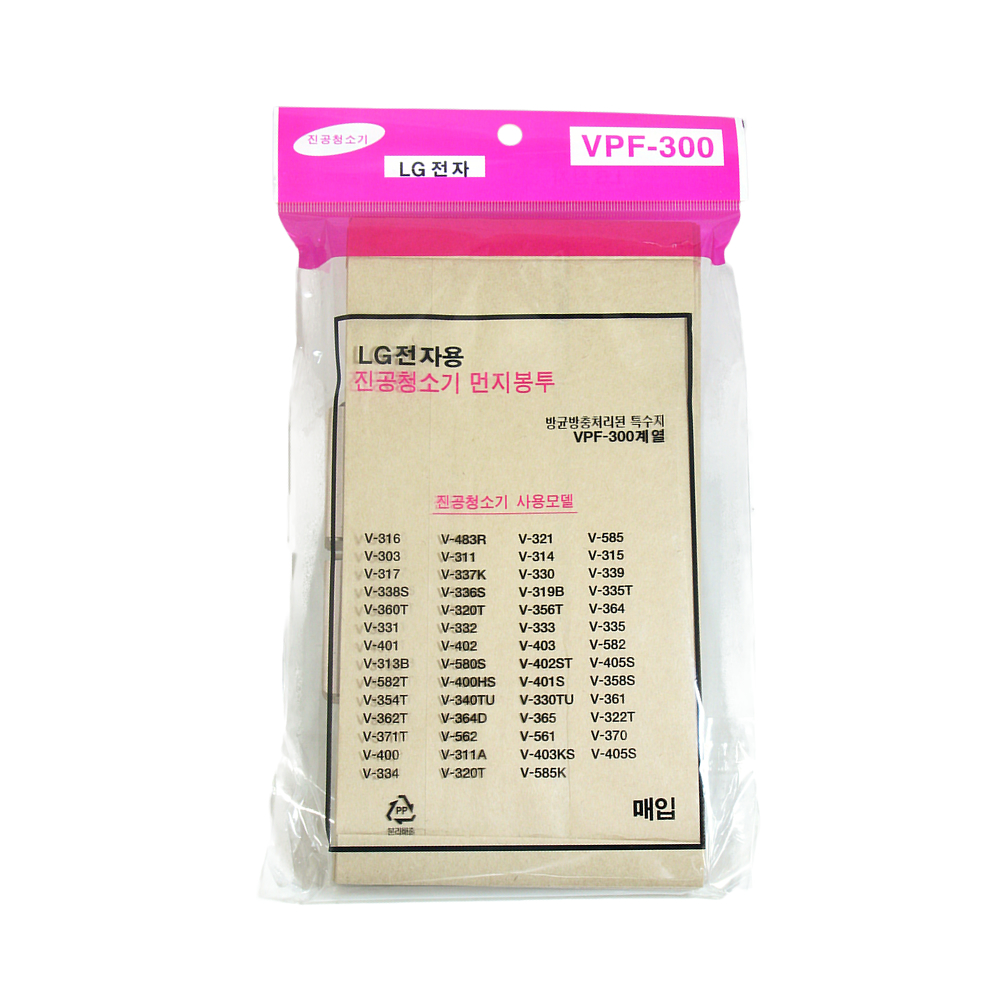 진공청소기
LG 전자
VPF-300
LG전자용
진공청소기 먼지봉투
방균방충처리된 특수지
VPF-300계열
진공청소기 사용모델
V-316 V-483R V-321 V-585
V-303 V-311 V-314 V-315
V-317 V-337K V-330 V-339
V-338S V-336S V-319B V-335T
V-360T V-320T V-356T V-364
V-331 V-332 V-333 V-335
V-401 V-402 V-403 V-582
V-313B V-580S V-402ST V-405S
V-582T V-400HS V-401S V-358S
V-354T V-340TU V-330TU V-361
V-362T V-364D V-365 V-322T
V-371T V-562 V-561 V-370
V-400 V-311A V-403KS V-405S
V-334 V-320T V-585K
PP
분리배출
매입